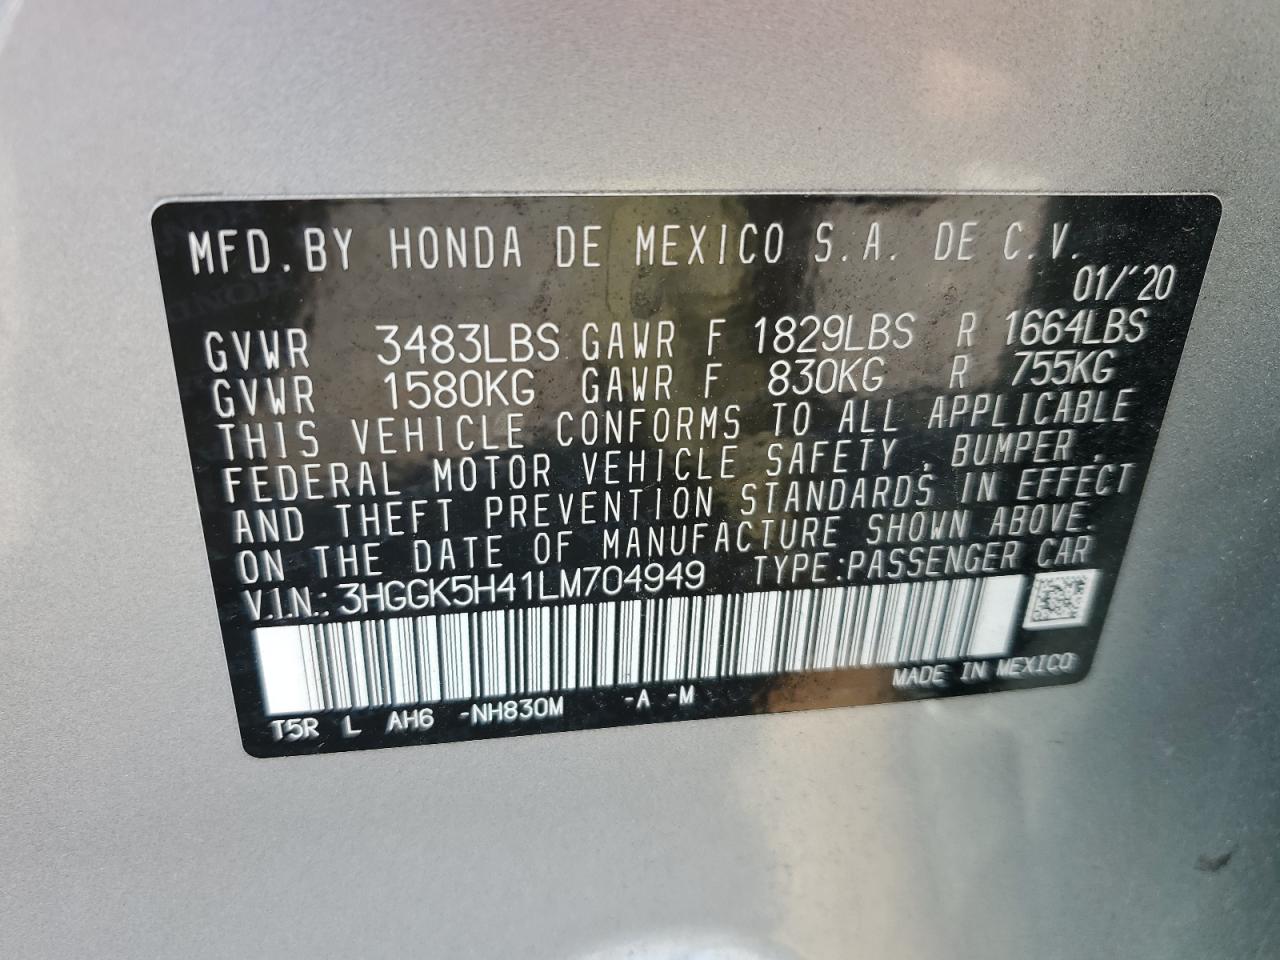 MFD. BY HONDA DE MEXICO S.A. DE C.V.
01/'20
GVWR 3483LBS GAWR F 1829LBS R 1664LBS
GVWR 1580KG GAWR F 830KG R 755KG
THIS VEHICLE CONFORMS TO ALL APPLICABLE
FEDERAL MOTOR VEHICLE SAFETY , BUMPER ,
AND THEFT PREVENTION STANDARDS IN EFFECT
ON THE DATE OF MANUFACTURE SHOWN ABOVE.
V.I.N.: 3HGGK5H41LM704949 TYPE:PASSENGER CAR
MADE IN MEXICO
T5R L AH6 -NH830M -A -M